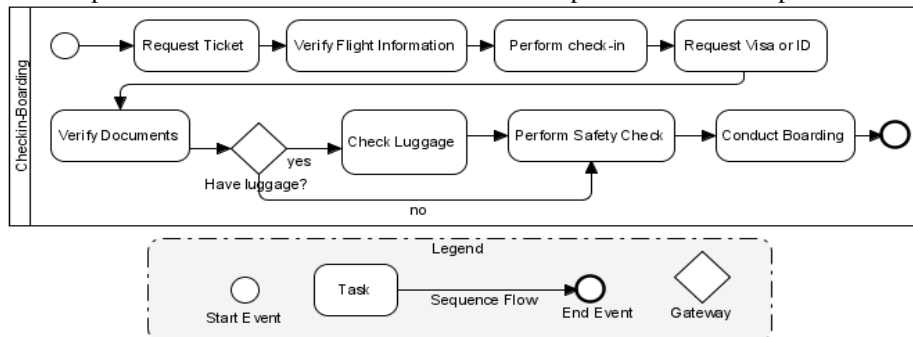 Checkin-Boarding
Request Ticket
Verify Flight Information
Perform check-in
Request Visa or ID
Verify Documents
Have luggage?
yes
no
Check Luggage
Perform Safety Check
Conduct Boarding
Legend
Start Event
Task
Sequence Flow
End Event
Gateway